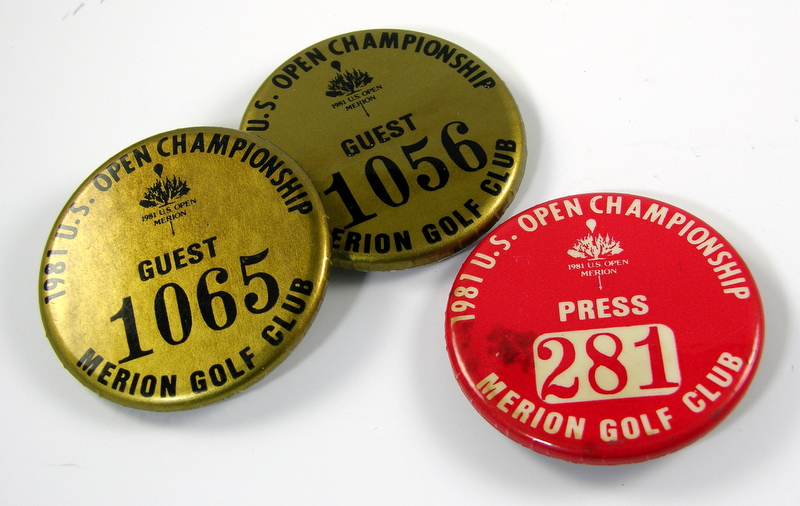 1981 U.S. OPEN CHAMPIONSHIP
1981 U.S. OPEN
MERION
GUEST
1065
MERION GOLF CLUB
U.S. OPEN CHAMPIONSHIP
1981 U.S. OPEN
MERION
GUEST
1056
ERION GOLF CLUB
1981 U.S. OPEN CHAMPIONSHIP
1981 U.S. OPEN
MERION
PRESS
281
MERION GOLF CLUB